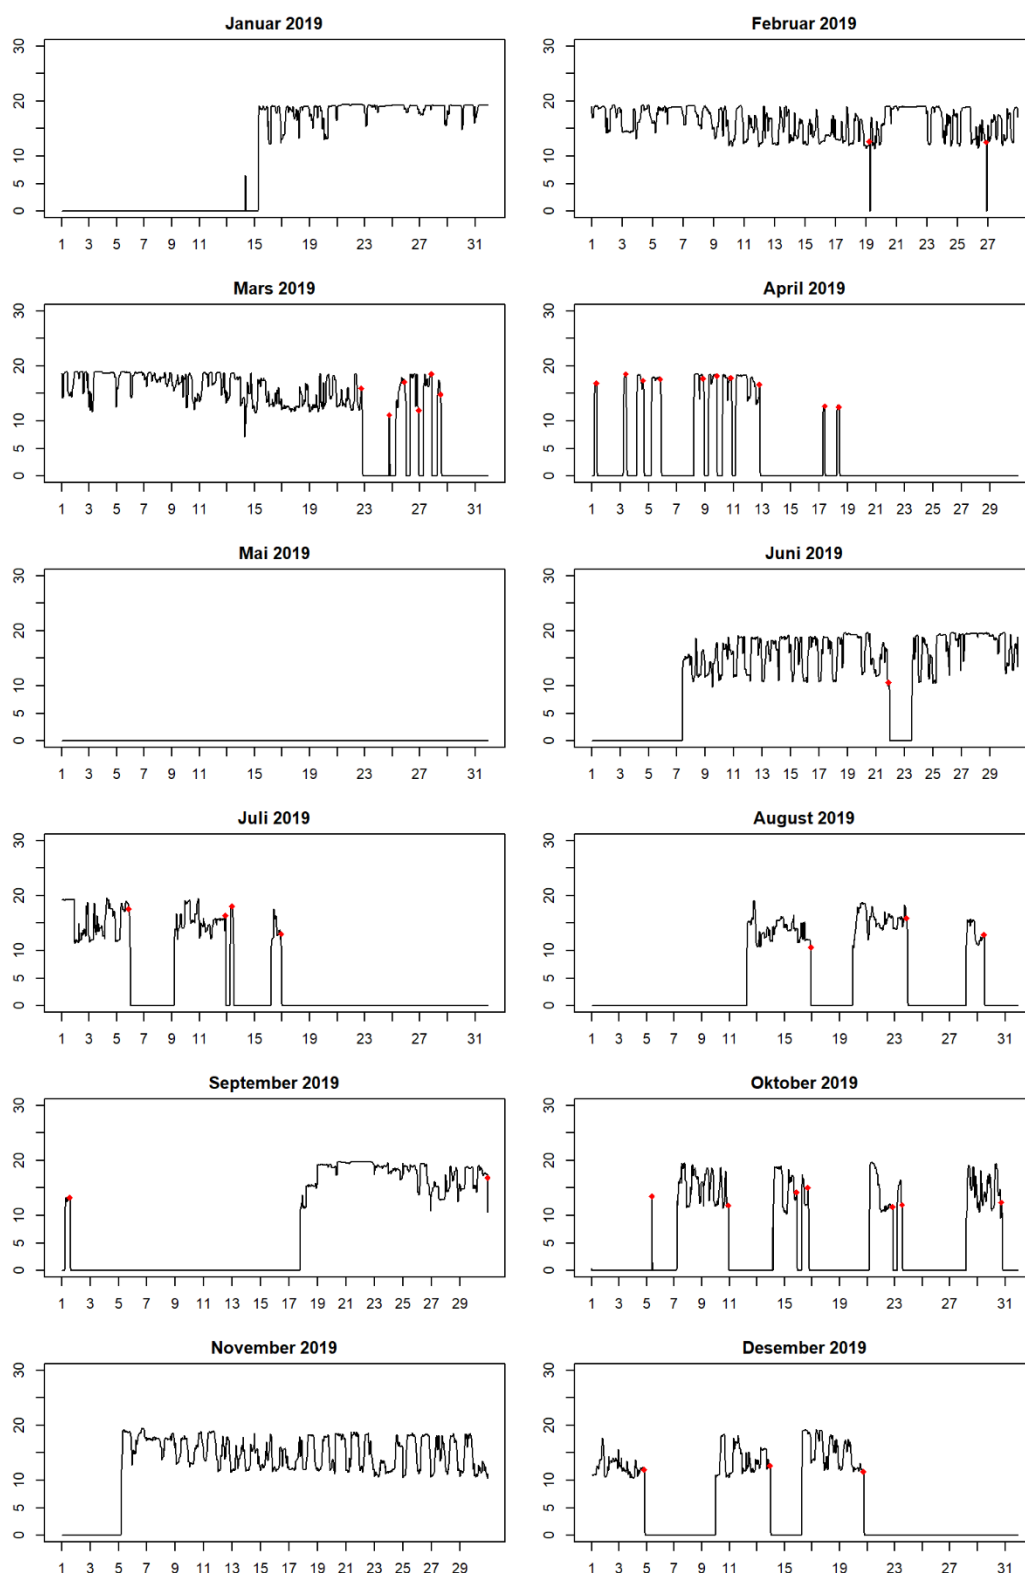 Januar 2019
30
20
10
5
0
1 3 5 7 9 11 15 19 23 27 31
Februar 2019
30
20
10
5
0
1 3 5 7 9 11 13 15 17 19 21 23 25 27
Mars 2019
30
20
10
5
0
1 3 5 7 9 11 15 19 23 27 31
April 2019
30
20
10
5
0
1 3 5 7 9 11 13 15 17 19 21 23 25 27 29
Mai 2019
30
20
10
5
0
1 3 5 7 9 11 15 19 23 27 31
Juni 2019
30
20
10
5
0
1 3 5 7 9 11 13 15 17 19 21 23 25 27 29
Juli 2019
30
20
10
5
0
1 3 5 7 9 11 15 19 23 27 31
August 2019
30
20
10
5
0
1 3 5 7 9 11 15 19 23 27 31
September 2019
30
20
10
5
0
1 3 5 7 9 11 13 15 17 19 21 23 25 27 29
Oktober 2019
30
20
10
5
0
1 3 5 7 9 11 15 19 23 27 31
November 2019
30
20
10
5
0
1 3 5 7 9 11 13 15 17 19 21 23 25 27 29
Desember 2019
30
20
10
5
0
1 3 5 7 9 11 15 19 23 27 31